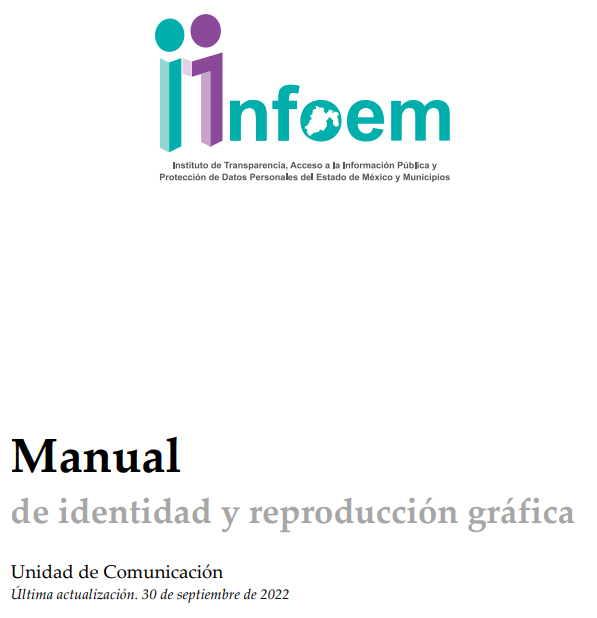 infoem
Instituto de Transparencia, Acceso a la Información Pública y
Protección de Datos Personales del Estado de México y Municipios
Manual
de identidad y reproducción gráfica
Unidad de Comunicación
Última actualización. 30 de septiembre de 2022